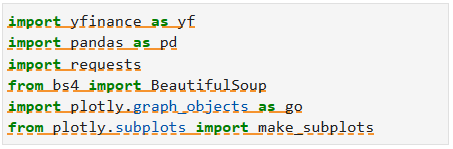 import yfinance as yf
import pandas as pd
import requests
from bs4 import BeautifulSoup
import plotly.graph_objects as go
from plotly.subplots import make_subplots